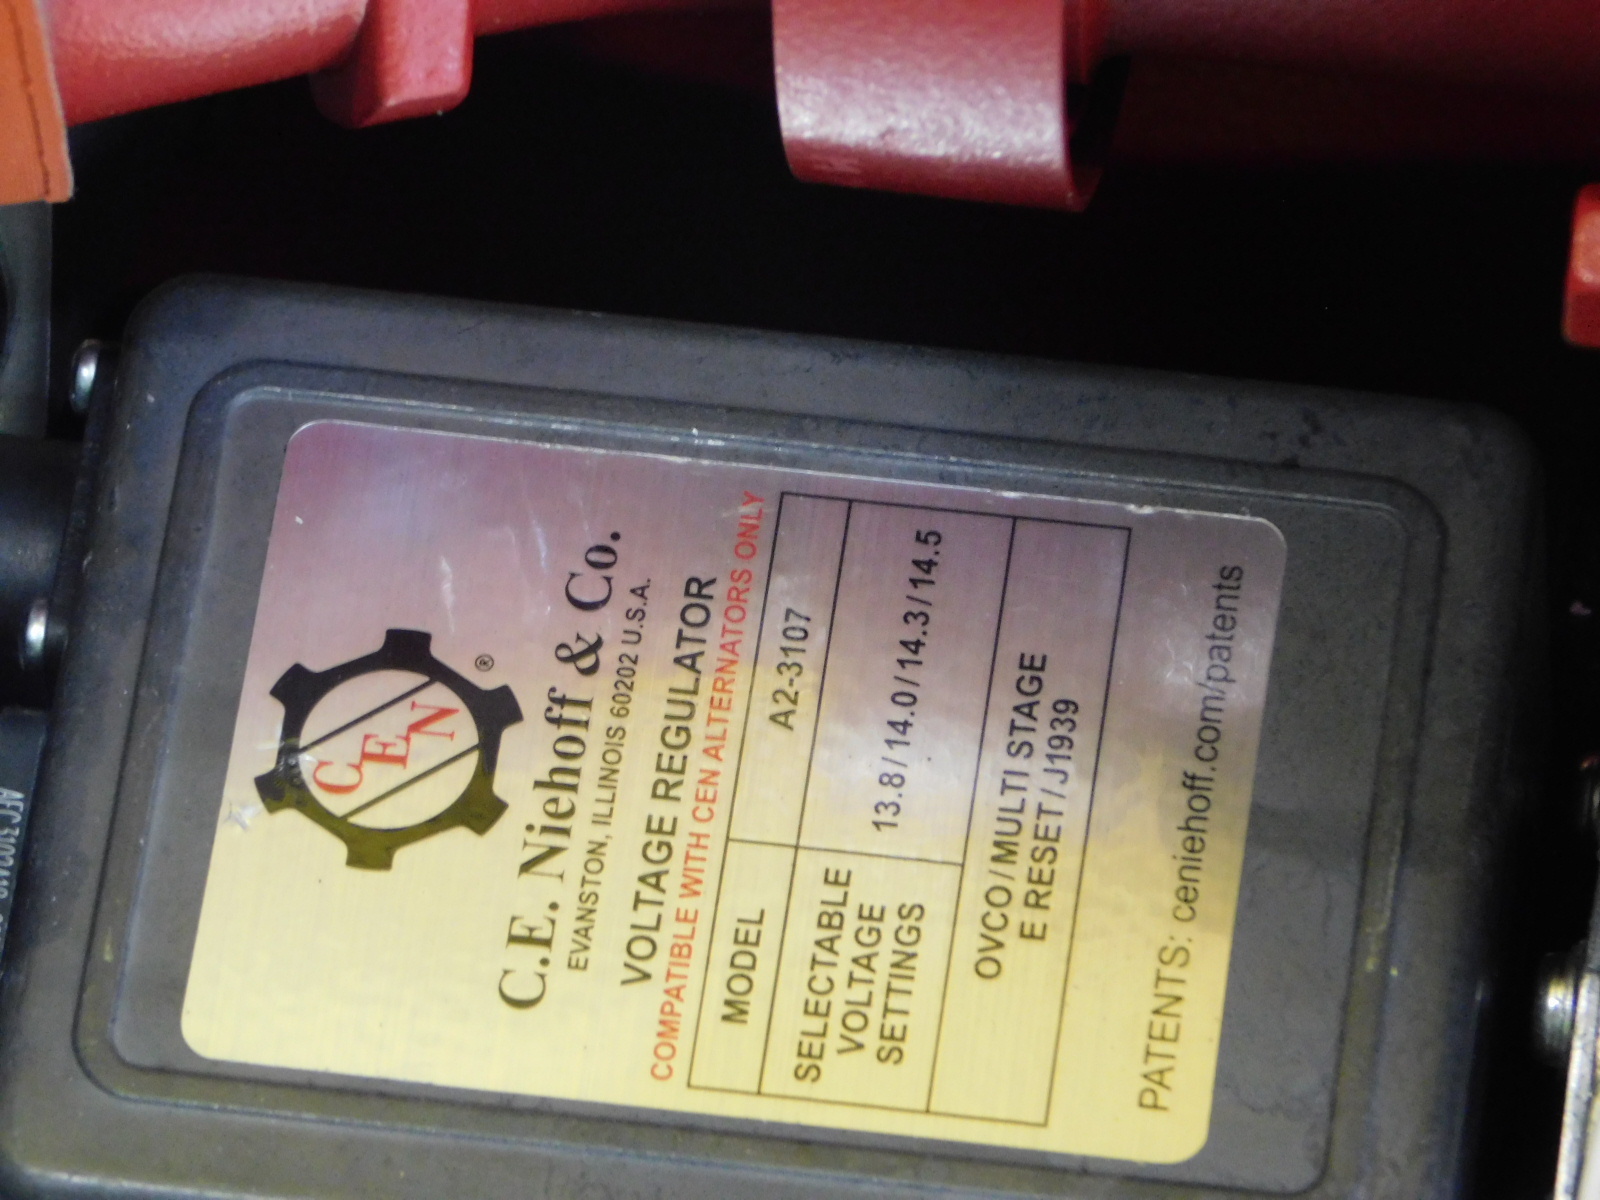 CEN
®
C.E. Niehoff & Co.
EVANSTON, ILLINOIS 60202 U.S.A.
VOLTAGE REGULATOR
COMPATIBLE WITH CEN ALTERNATORS ONLY
MODEL A2-3107
SELECTABLE
VOLTAGE
SETTINGS
13.8/14.0/14.3/14.5
OVCO/MULTI STAGE
E RESET/J1939
PATENTS: ceniehoff.com/patents